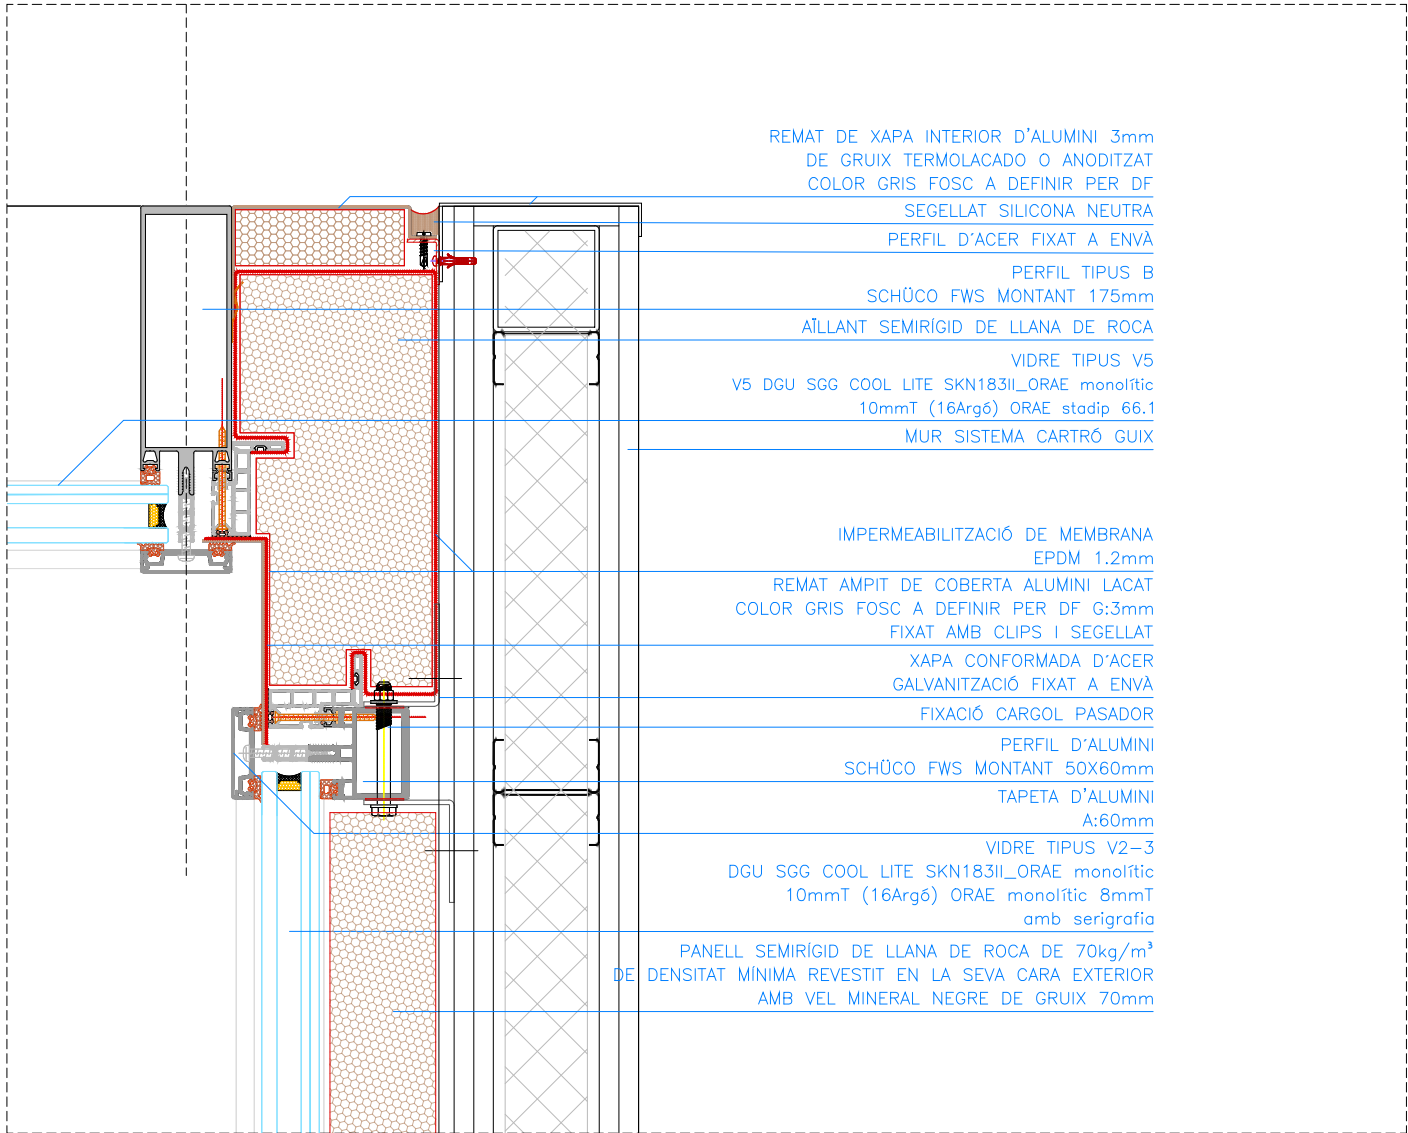 REMAT DE XAPA INTERIOR D'ALUMINI 3mm
DE GRUIX TERMOLACADO O ANODITZAT
COLOR GRIS FOSC A DEFINIR PER DF
SEGELLAT SILICONA NEUTRA
PERFIL D'ACER FIXAT A ENVÀ
PERFIL TIPUS B
SCHÜCO FWS MONTANT 175mm
AÏLLANT SEMIRÍGID DE LLANA DE ROCA
VIDRE TIPUS V5
V5 DGU SGG COOL LITE SKN183II_ORAE monolític
10mmT (16Argó) ORAE stadip 66.1
MUR SISTEMA CARTRÓ GUIX
IMPERMEABILITZACIÓ DE MEMBRANA
EPDM 1.2mm
REMAT AMPIT DE COBERTA ALUMINI LACAT
COLOR GRIS FOSC A DEFINIR PER DF G:3mm
FIXAT AMB CLIPS I SEGELLAT
XAPA CONFORMADA D'ACER
GALVANITZACIÓ FIXAT A ENVÀ
FIXACIÓ CARGOL PASADOR
PERFIL D'ALUMINI
SCHÜCO FWS MONTANT 50X60mm
TAPETA D'ALUMINI
A:60mm
VIDRE TIPUS V2-3
DGU SGG COOL LITE SKN183II_ORAE monolític
10mmT (16Argó) ORAE monolític 8mmT
amb serigrafia
PANELL SEMIRÍGID DE LLANA DE ROCA DE 70kg/m³
DE DENSITAT MÍNIMA REVESTIT EN LA SEVA CARA EXTERIOR
AMB VEL MINERAL NEGRE DE GRUIX 70mm